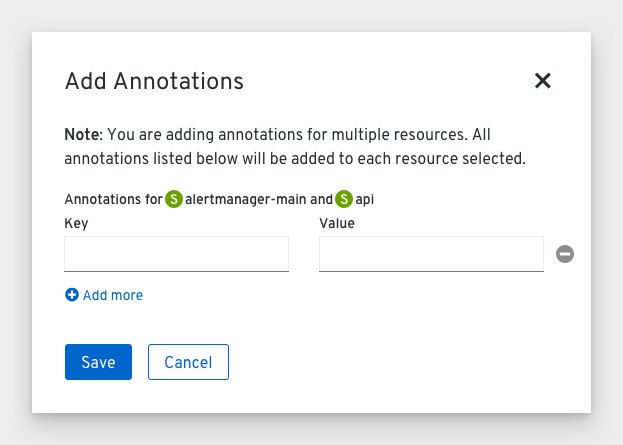 Add Annotations
Note: You are adding annotations for multiple resources. All
annotations listed below will be added to each resource selected.
Annotations for S alertmanager-main and S api
Key Value
Add more
Save Cancel